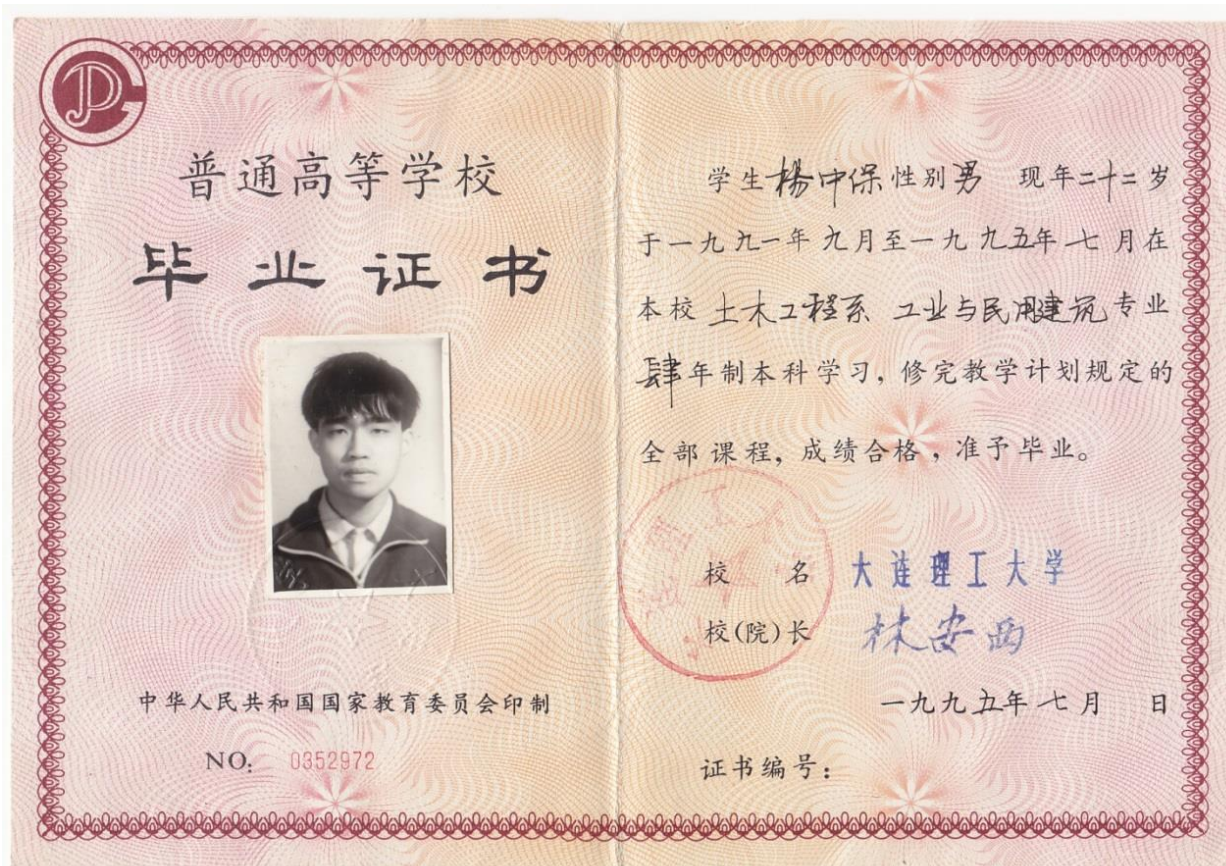 普通高等学校
毕业证书
中华人民共和国国家教育委员会印制
NO: 0352972
学生杨中保性别男 现年二十二岁
于一九九一年九月至一九九五年七月在
本校 土木工程系 工业与民用建筑专业
肆年制本科学习，修完教学计划规定的
全部课程，成绩合格，准予毕业。
校 名 大连理工大学
校(院)长 林安西
一九九五年七月 日
证书编号：